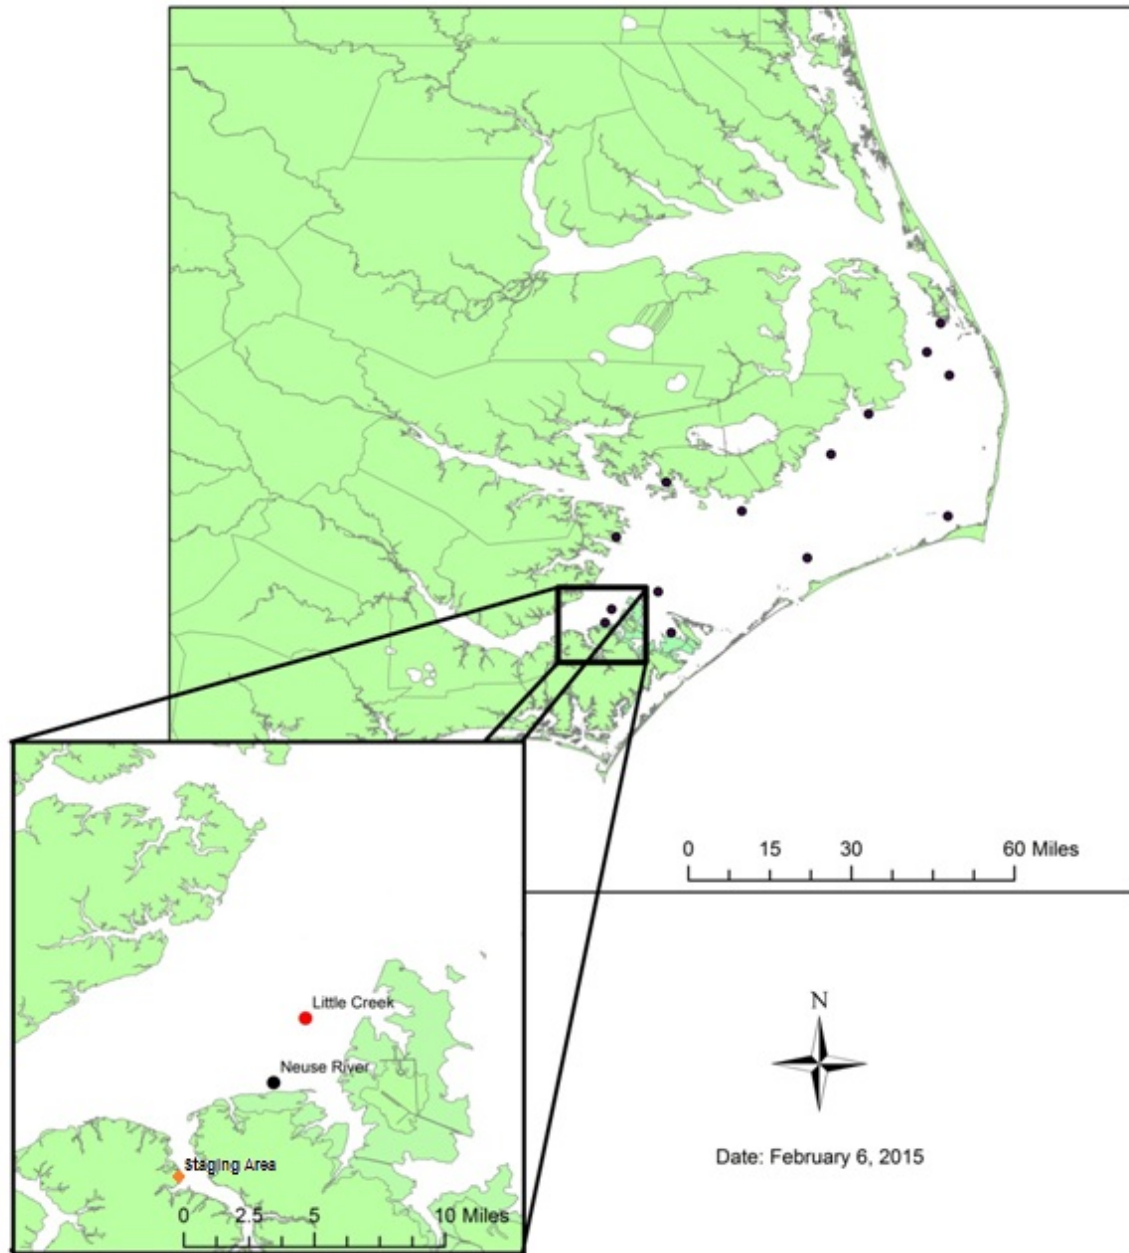 0 15 30 60 Miles
Little Creek
Neuse River
Staging Area
0 2.5 5 10 Miles
N
Date: February 6, 2015